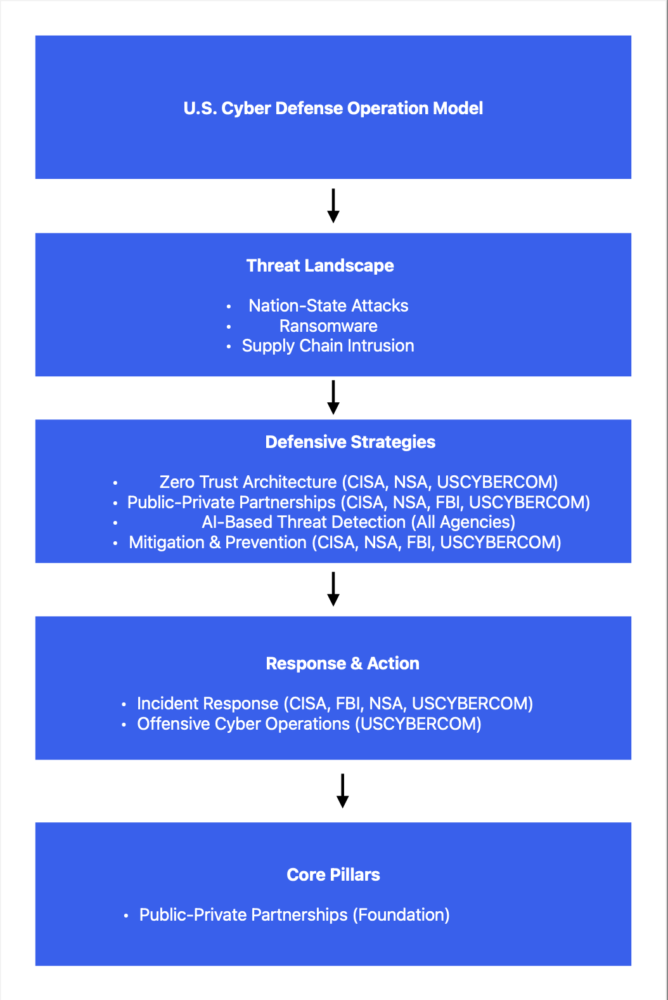 U.S. Cyber Defense Operation Model
Threat Landscape
• Nation-State Attacks
• Ransomware
• Supply Chain Intrusion
Defensive Strategies
• Zero Trust Architecture (CISA, NSA, USCYBERCOM)
• Public-Private Partnerships (CISA, NSA, FBI, USCYBERCOM)
• AI-Based Threat Detection (All Agencies)
• Mitigation & Prevention (CISA, NSA, FBI, USCYBERCOM)
Response & Action
• Incident Response (CISA, FBI, NSA, USCYBERCOM)
• Offensive Cyber Operations (USCYBERCOM)
Core Pillars
• Public-Private Partnerships (Foundation)